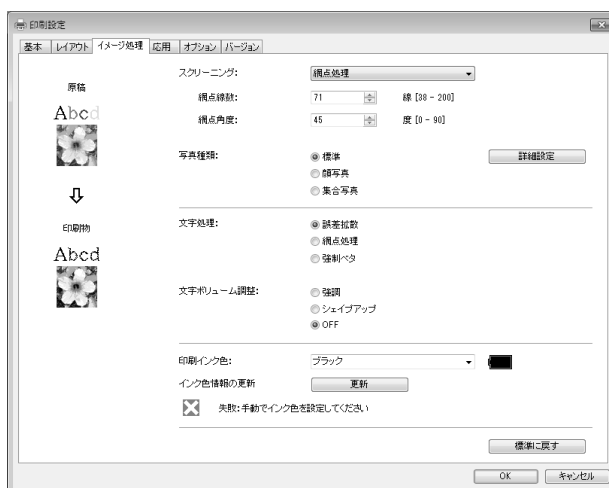 印刷設定
基本 レイアウト イメージ処理 応用 オプション バージョン
原稿
Abcd
印刷物
Abcd
スクリーニング: 網点処理
網点線数: 71 線 [38 - 200]
網点角度: 45 度 [0 - 90]
写真種類: 標準 詳細設定
顔写真
集合写真
文字処理: 誤差拡散
網点処理
強制ベタ
文字ボリューム調整: 強調
シェイプアップ
OFF
印刷インク色: ブラック
インク色情報の更新 更新
失敗:手動でインク色を設定してください
標準に戻す
OK キャンセル